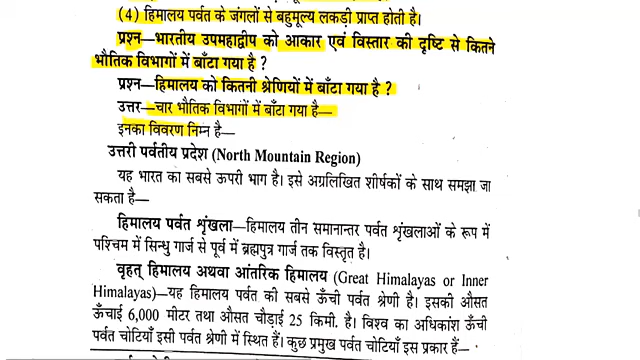 (4) हिमालय पर्वत के जंगलों से बहुमूल्य लकड़ी प्राप्त होती है।
प्रश्न—भारतीय उपमहाद्वीप को आकार एवं विस्तार की दृष्टि से कितने
भौतिक विभागों में बाँटा गया है ?
प्रश्न—हिमालय को कितनी श्रेणियों में बाँटा गया है ?
उत्तर—चार भौतिक विभागों में बाँटा गया है—
इनका विवरण निम्न है—
उत्तरी पर्वतीय प्रदेश (North Mountain Region)
यह भारत का सबसे ऊपरी भाग है। इसे अग्रलिखित शीर्षकों के साथ समझा जा
सकता है—
हिमालय पर्वत शृंखला—हिमालय तीन समानान्तर पर्वत शृंखलाओं के रूप में
पश्चिम में सिन्धु गार्ज से पूर्व में ब्रह्मपुत्र गार्ज तक विस्तृत है।
वृहत् हिमालय अथवा आंतरिक हिमालय (Great Himalayas or Inner
Himalayas)—यह हिमालय पर्वत की सबसे ऊँची पर्वत श्रेणी है। इसकी औसत
ऊँचाई 6,000 मीटर तथा औसत चौड़ाई 25 किमी. है। विश्व का अधिकांश ऊँची
पर्वत चोटियाँ इसी पर्वत श्रेणी में स्थित हैं। कुछ प्रमुख पर्वत चोटियाँ इस प्रकार हैं—